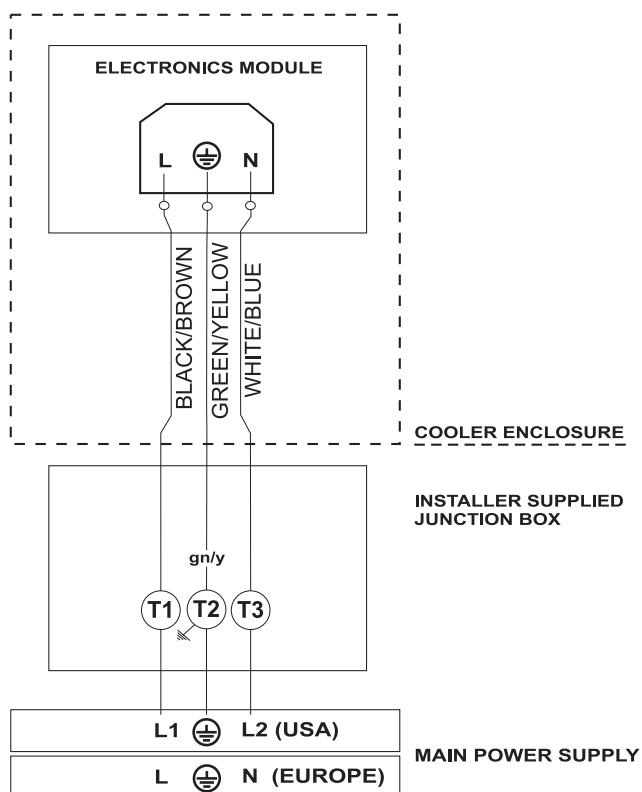 ELECTRONICS MODULE
L N
BLACK/BROWN
GREEN/YELLOW
WHITE/BLUE
COOLER ENCLOSURE
INSTALLER SUPPLIED
JUNCTION BOX
gn/y
T1 T2 T3
L1 L2 (USA)
MAIN POWER SUPPLY
L N (EUROPE)